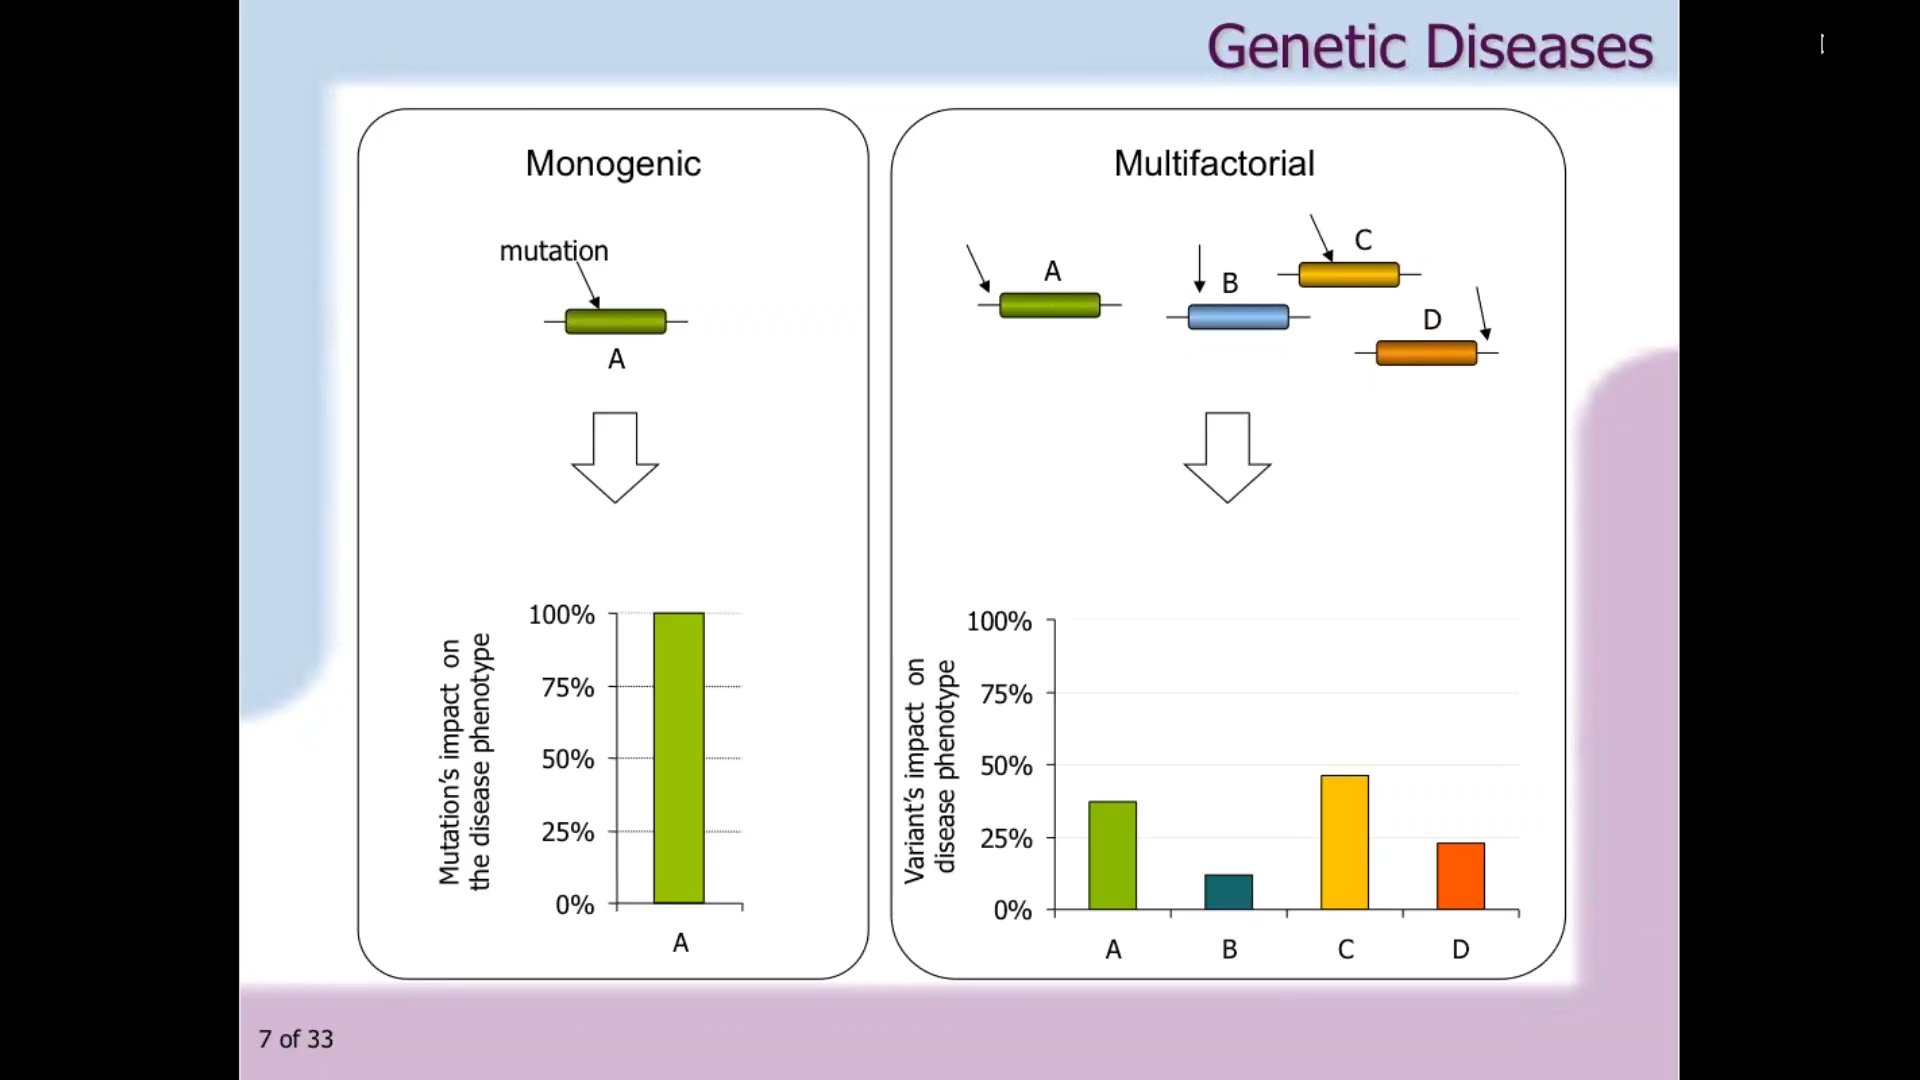 Genetic Diseases
Monogenic
mutation
A
100%
75%
50%
25%
0%
Mutation's impact on
the disease phenotype
A
Multifactorial
A
B
C
D
100%
75%
50%
25%
0%
Variant's impact on
disease phenotype
A B C D
7 of 33